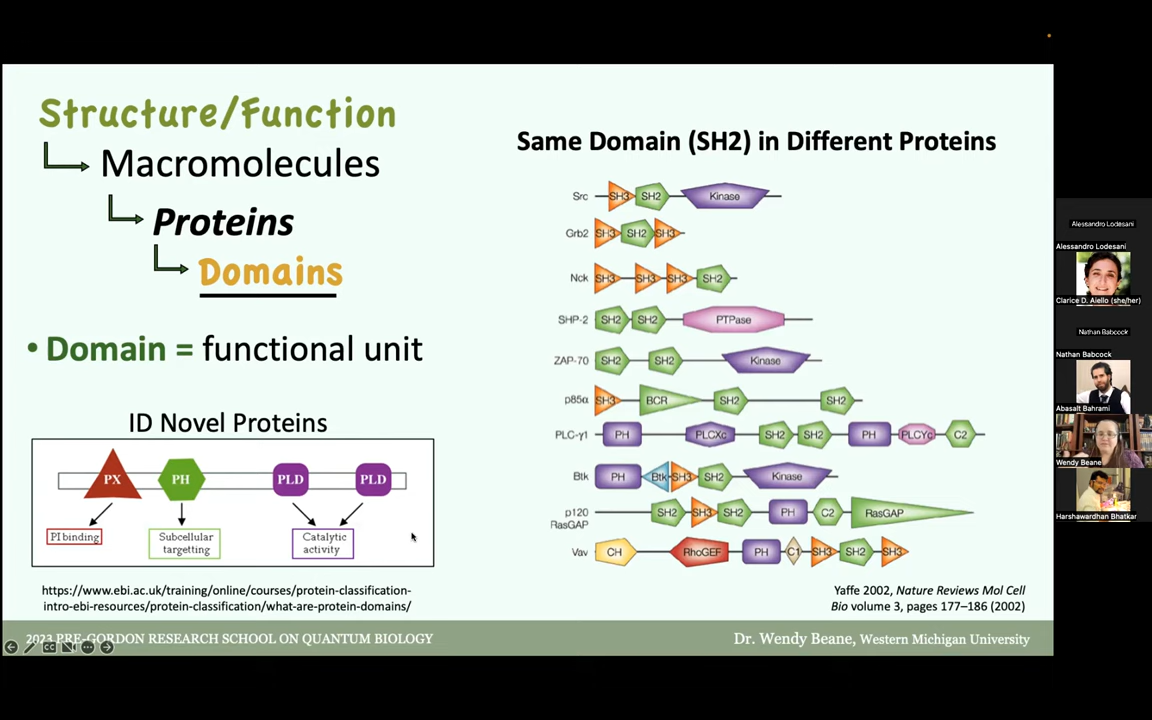 Structure/Function
Macromolecules
Proteins
Domains
• Domain = functional unit
ID Novel Proteins
PX PH PLD PLD
PI binding
Subcellular
targetting
Catalytic
activity
https://www.ebi.ac.uk/training/online/courses/protein-classification-
intro-ebi-resources/protein-classification/what-are-protein-domains/
Same Domain (SH2) in Different Proteins
Src SH3 SH2 Kinase
Grb2 SH3 SH2 SH3
Nck SH3 SH3 SH3 SH2
SHP-2 SH2 SH2 PTPase
ZAP-70 SH2 SH2 Kinase
p85α SH3 BCR SH2 SH2
PLC-γ1 PH PLCXc SH2 SH2 PH PLCYc C2
Btk PH Btk SH3 SH2 Kinase
p120
RasGAP
SH2 SH3 SH2 PH C2 RasGAP
Vav CH RhoGEF PH C1 SH3 SH2 SH3
Yaffe 2002, Nature Reviews Mol Cell
Bio volume 3, pages 177–186 (2002)
2023 PRE-GORDON RESEARCH SCHOOL ON QUANTUM BIOLOGY
Dr. Wendy Beane, Western Michigan University
CC
Alessandro Lodesani
Alessandro Lodesani
Clarice D. Aiello (she/her)
Nathan Babcock
Nathan Babcock
Abasalt Bahrami
Wendy Beane
Harshawardhan Bhatkar